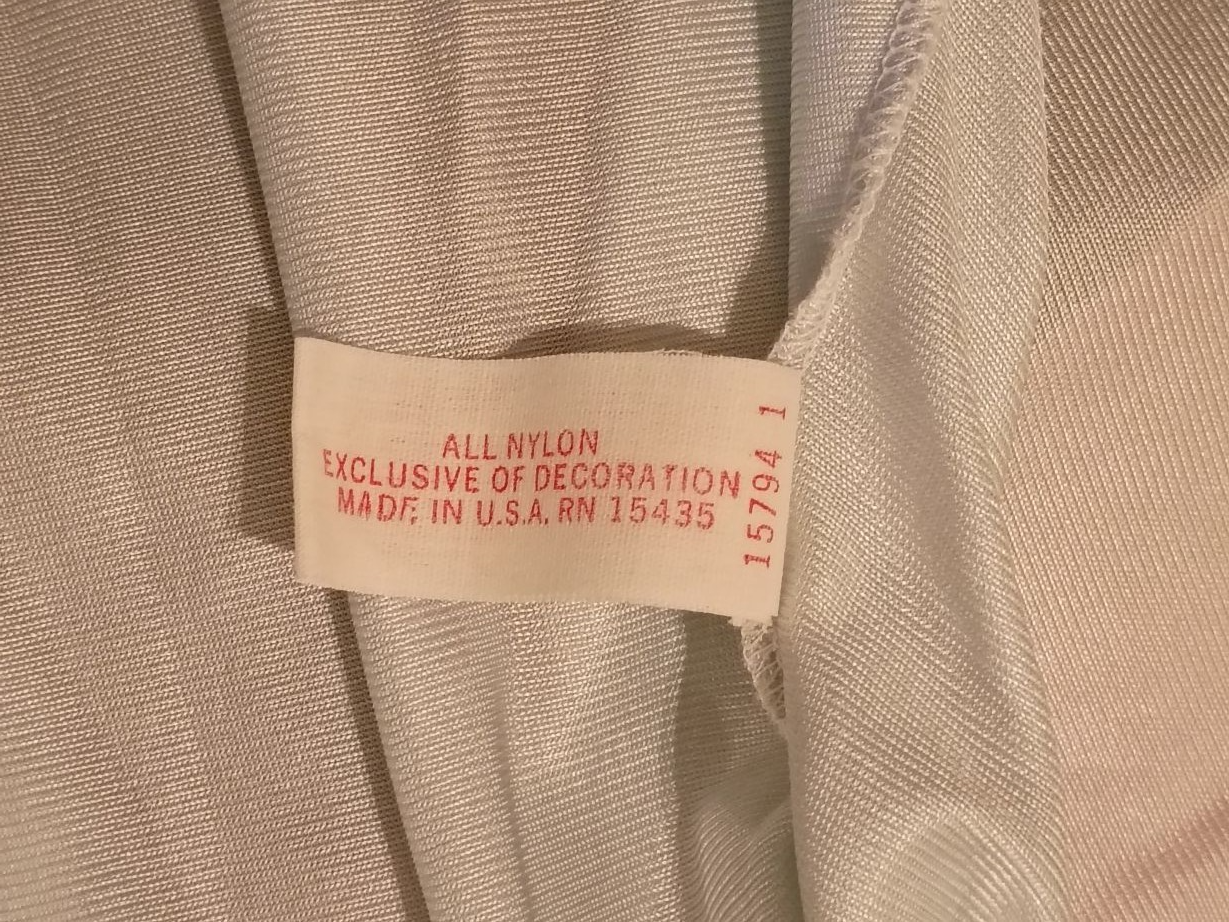 ALL NYLON
EXCLUSIVE OF DECORATION
MADE IN U.S.A. RN 15435
15794 1